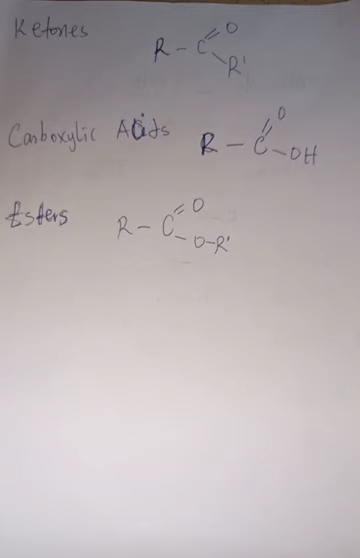 Ketones R - C = O - R'
Carboxylic Acids R - C = O - OH
Esters R - C = O - O-R'